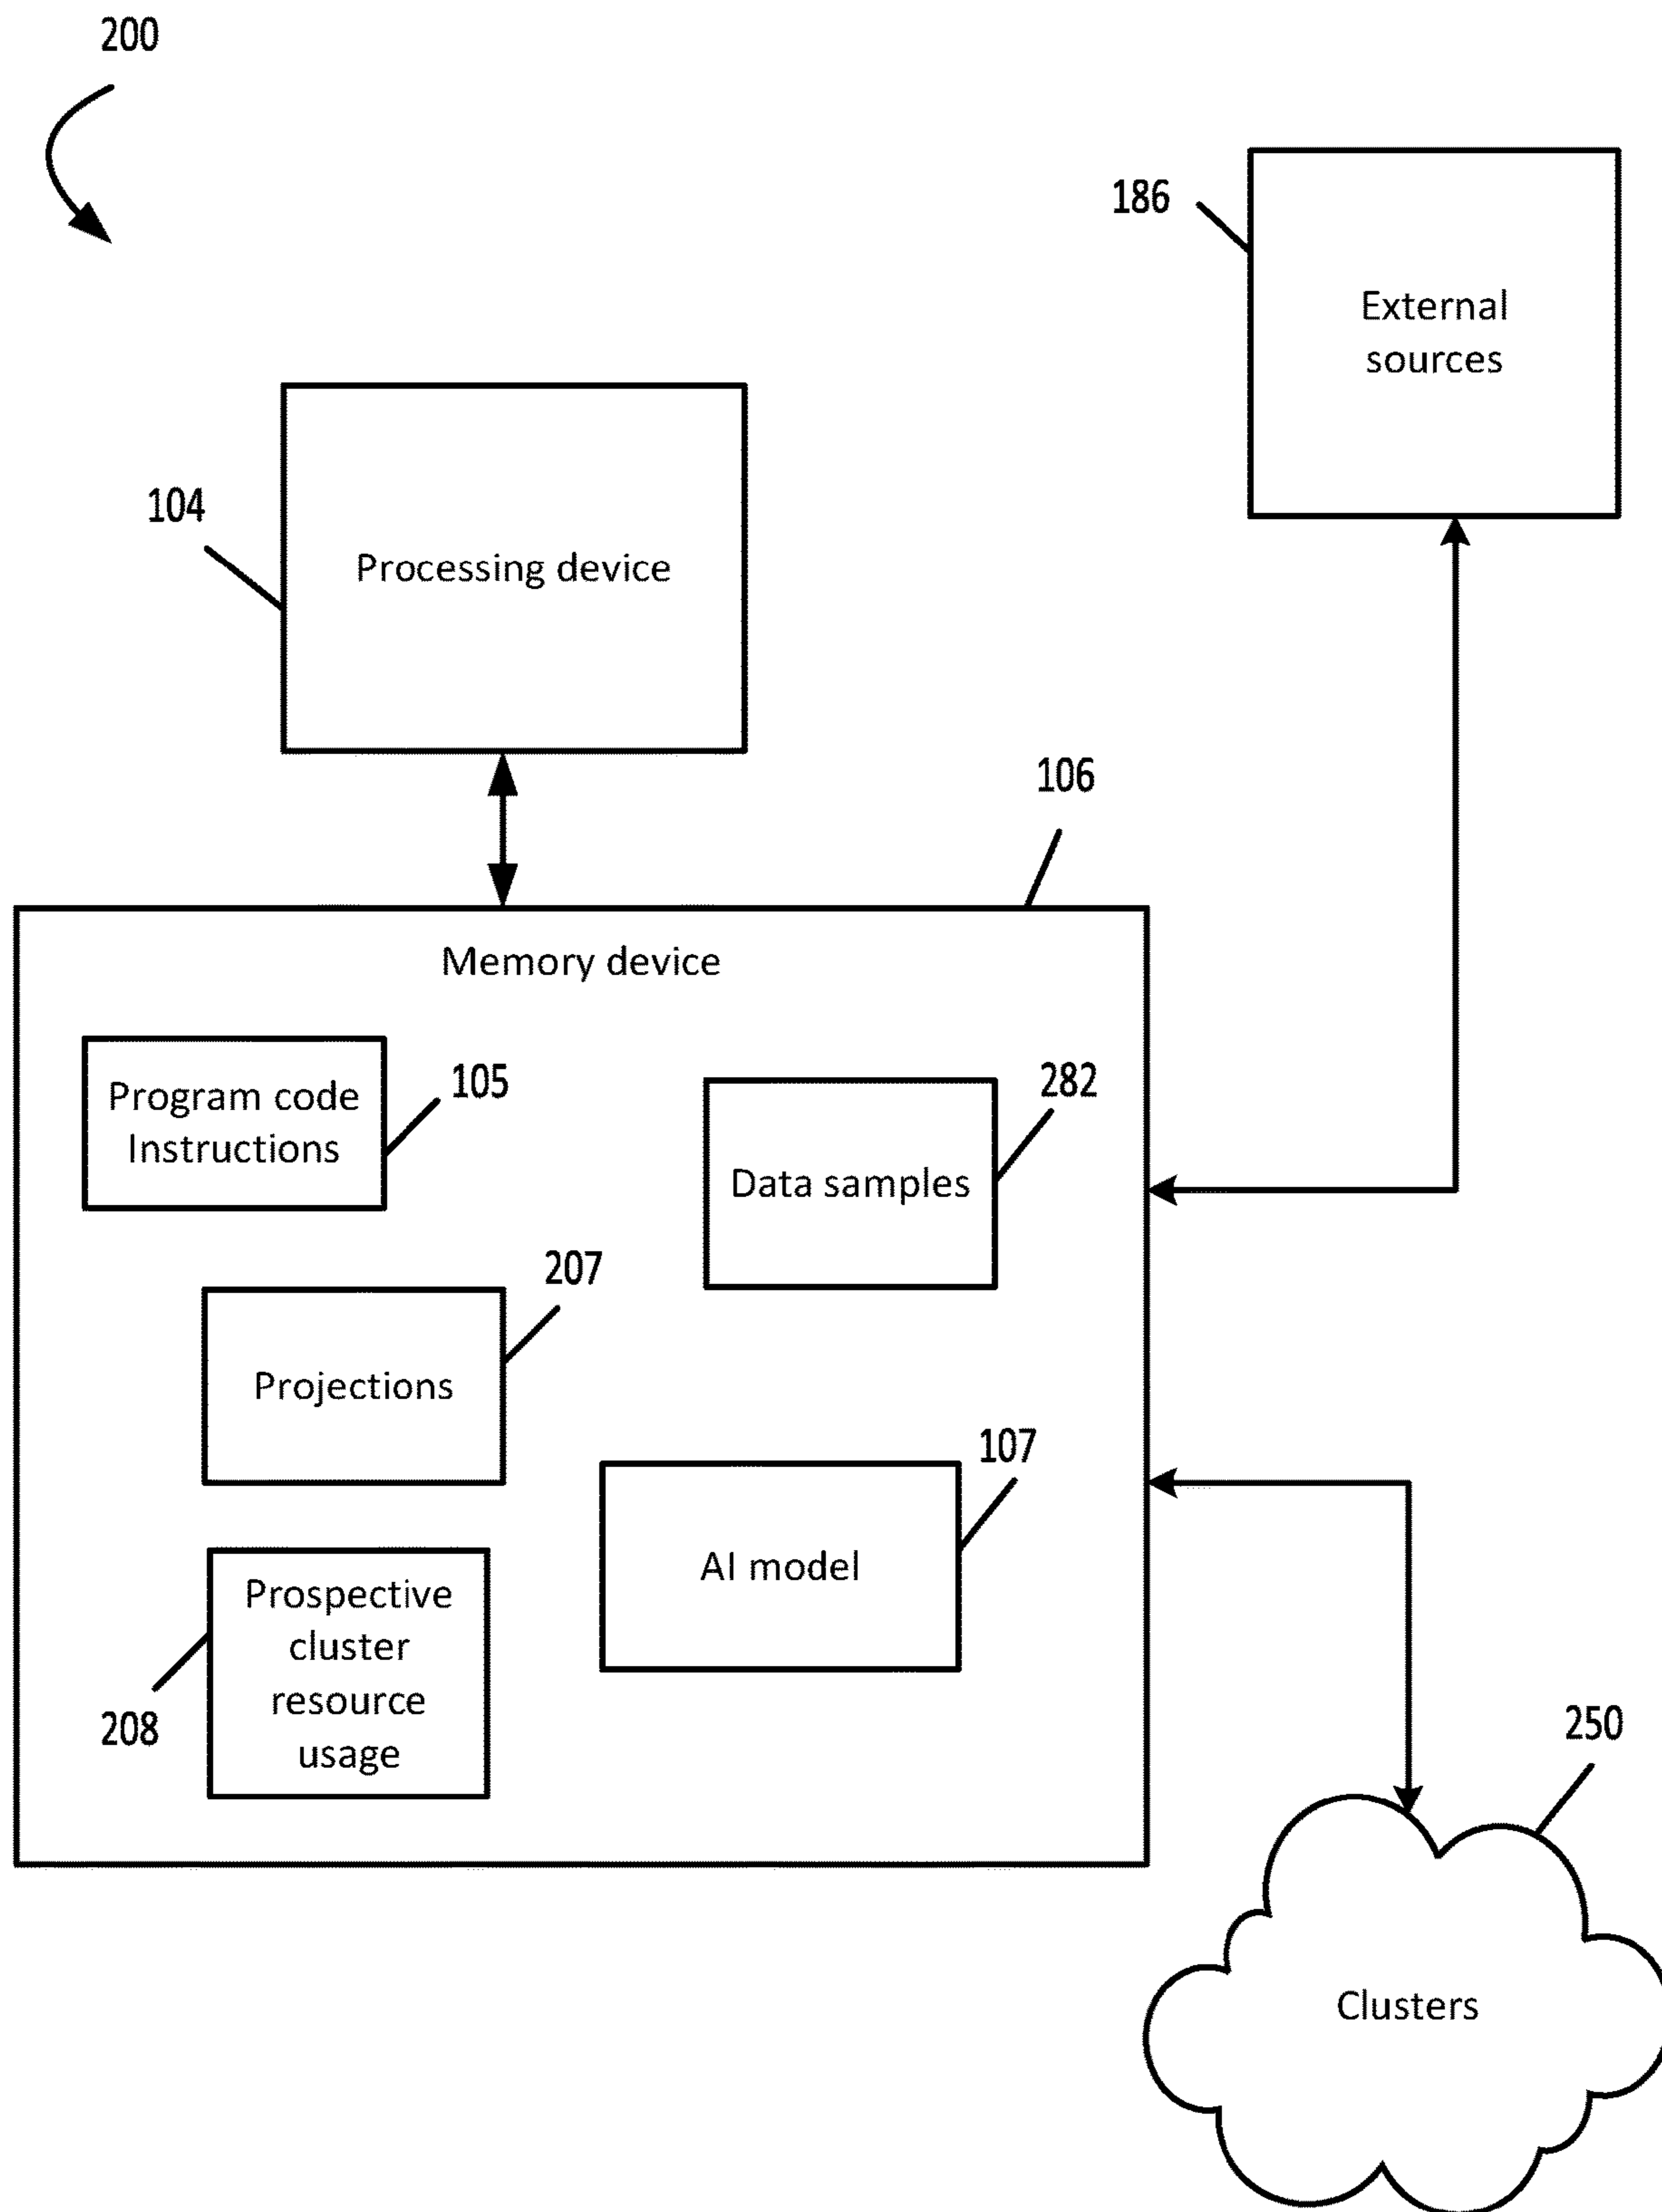 200
186
External
sources
104
Processing device
106
Memory device
Program code
Instructions
105
282
Data samples
207
Projections
107
AI model
Prospective
cluster
resource
usage
208
250
Clusters